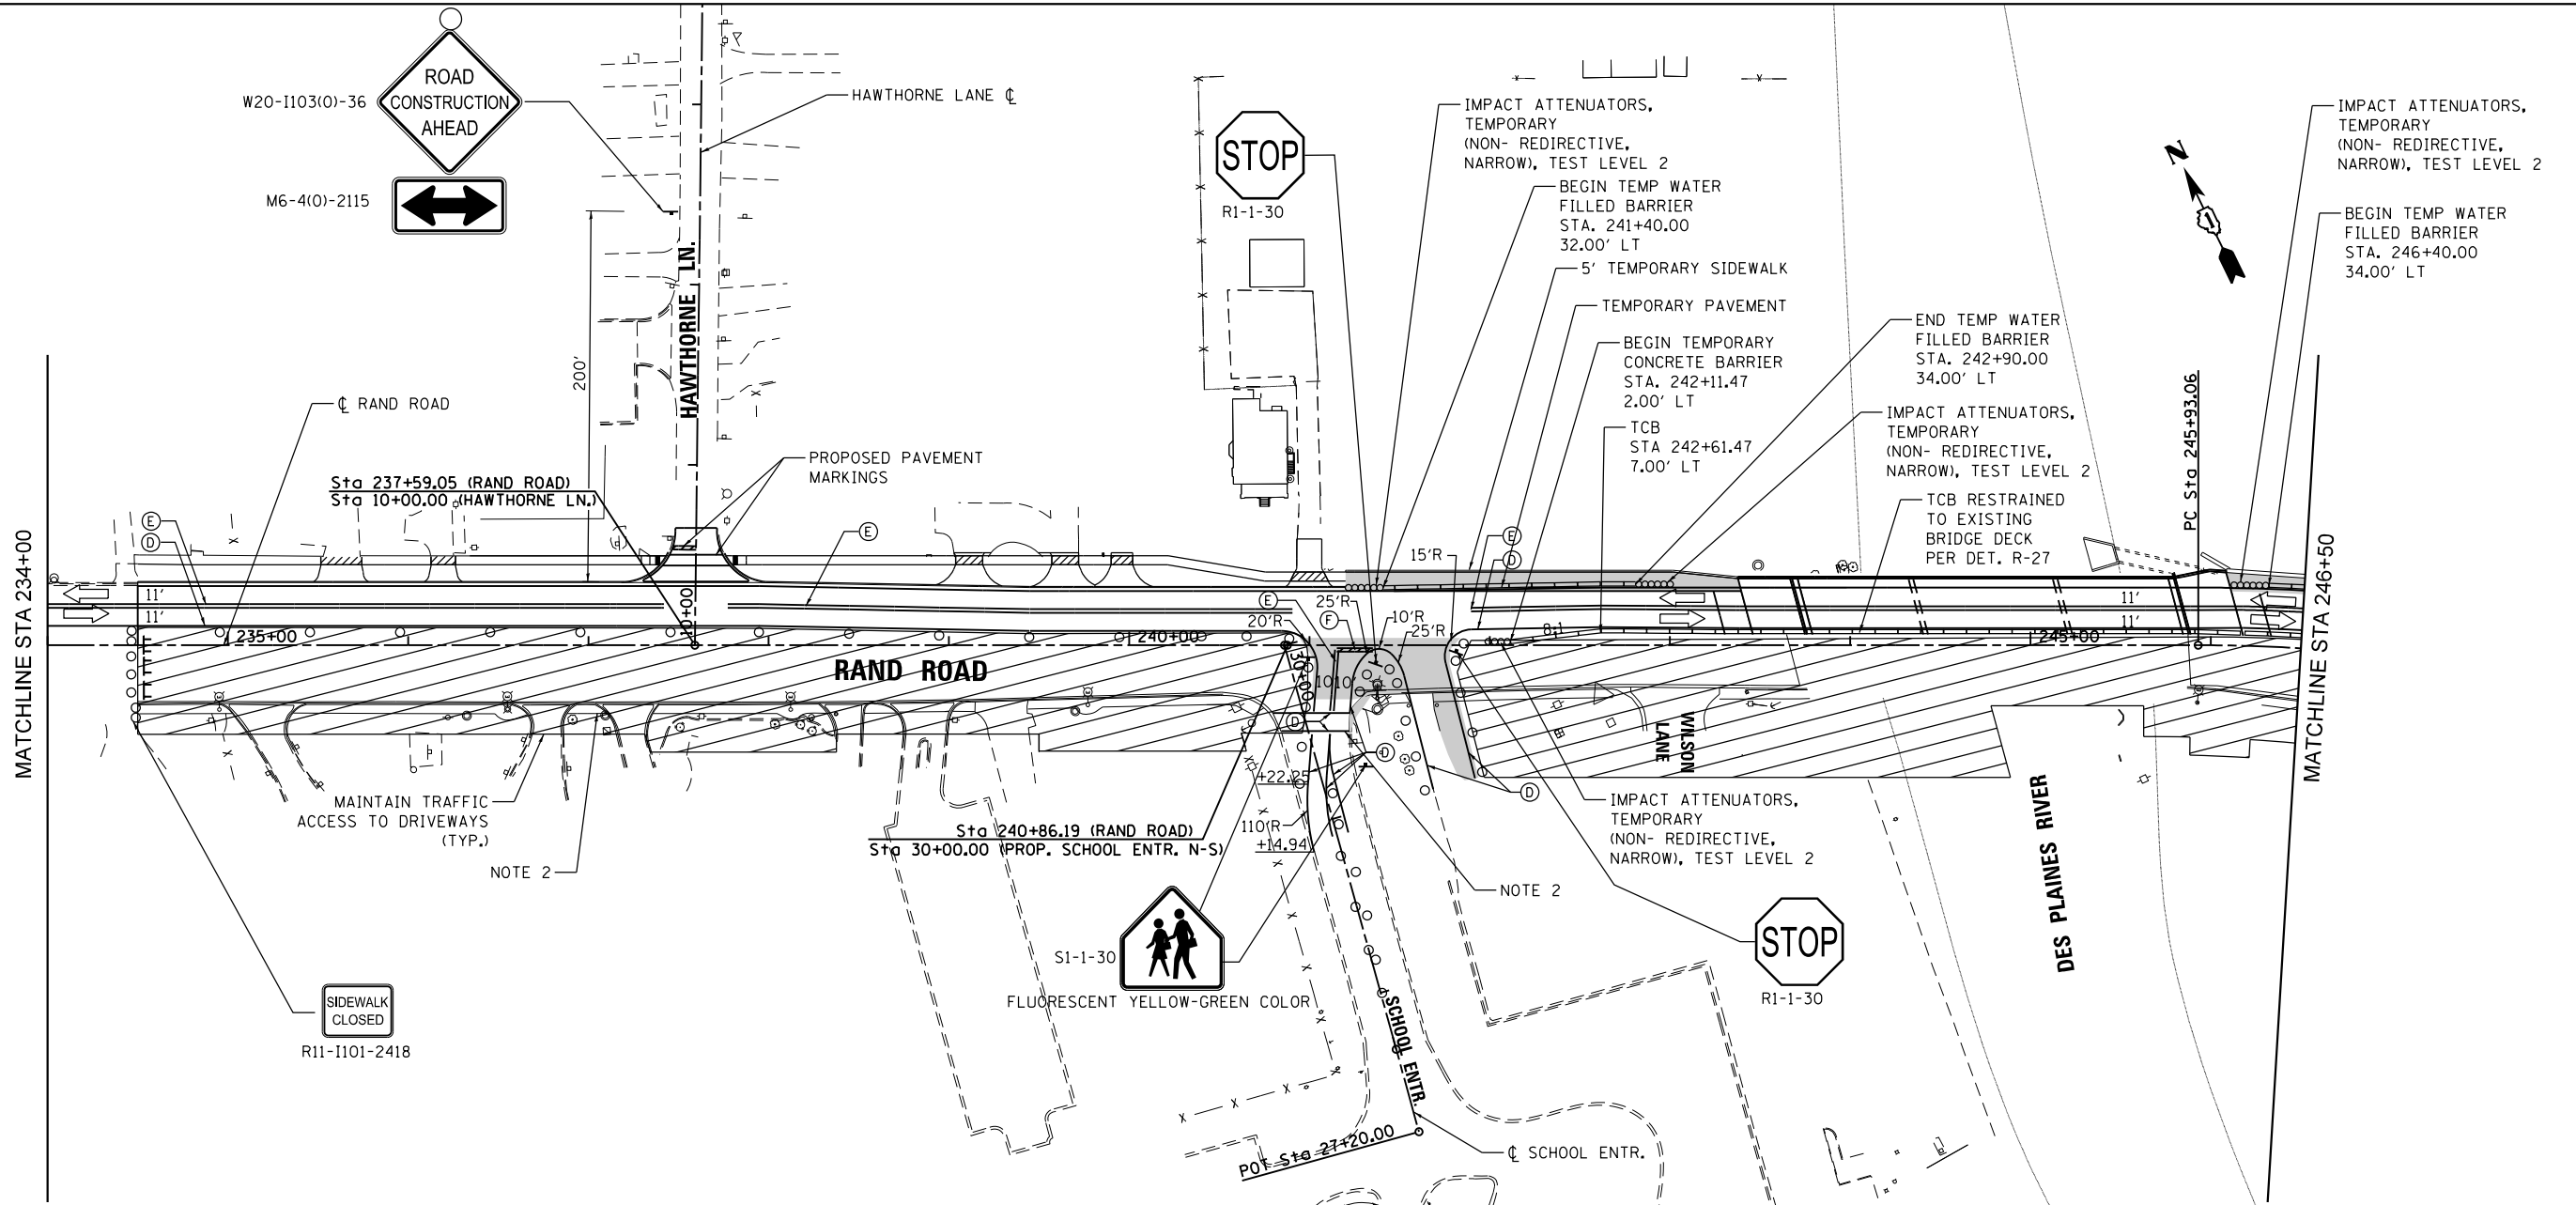 ROAD
CONSTRUCTION
AHEAD
W20-I103(0)-36
M6-4(0)-2115
HAWTHORNE LANE ℄
HAWTHORNE LN.
200'
℄ RAND ROAD
Sta 237+59.05 (RAND ROAD)
Sta 10+00.00 (HAWTHORNE LN.)
PROPOSED PAVEMENT
MARKINGS
STOP
R1-1-30
IMPACT ATTENUATORS,
TEMPORARY
(NON- REDIRECTIVE,
NARROW), TEST LEVEL 2
BEGIN TEMP WATER
FILLED BARRIER
STA. 241+40.00
32.00' LT
5' TEMPORARY SIDEWALK
TEMPORARY PAVEMENT
BEGIN TEMPORARY
CONCRETE BARRIER
STA. 242+11.47
2.00' LT
TCB
STA 242+61.47
7.00' LT
END TEMP WATER
FILLED BARRIER
STA. 242+90.00
34.00' LT
IMPACT ATTENUATORS,
TEMPORARY
(NON- REDIRECTIVE,
NARROW), TEST LEVEL 2
TCB RESTRAINED
TO EXISTING
BRIDGE DECK
PER DET. R-27
N
IMPACT ATTENUATORS,
TEMPORARY
(NON- REDIRECTIVE,
NARROW), TEST LEVEL 2
BEGIN TEMP WATER
FILLED BARRIER
STA. 246+40.00
34.00' LT
PC Sta 245+93.06
MATCHLINE STA 234+00
MATCHLINE STA 246+50
E
D
E
E
D
E
F
15'R
25'R
20'R
10'R
25'R
11'
11'
11'
11'
8:1
235+00
10+00
240+00
245+00
30+00
10'
10'
RAND ROAD
WILSON
LANE
DES PLAINES RIVER
D
D
D
+22.25
110'R
+14.94
MAINTAIN TRAFFIC
ACCESS TO DRIVEWAYS
(TYP.)
NOTE 2
Sta 240+86.19 (RAND ROAD)
Sta 30+00.00 (PROP. SCHOOL ENTR. N-S)
IMPACT ATTENUATORS,
TEMPORARY
(NON- REDIRECTIVE,
NARROW), TEST LEVEL 2
NOTE 2
STOP
R1-1-30
S1-1-30
FLUORESCENT YELLOW-GREEN COLOR
SIDEWALK
CLOSED
R11-I101-2418
SCHOOL ENTR.
POT Sta 27+20.00
℄ SCHOOL ENTR.